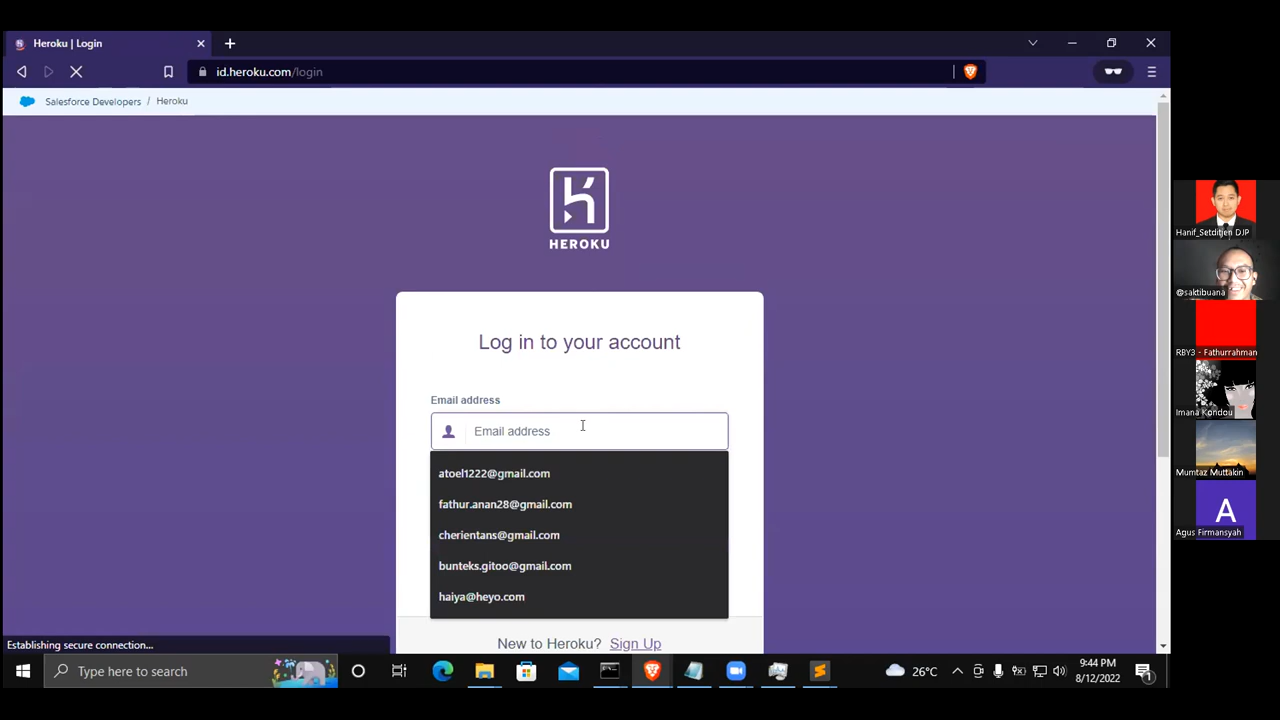 Heroku | Login
id.heroku.com/login
Salesforce Developers / Heroku
HEROKU
Log in to your account
Email address
Email address
atoel1222@gmail.com
fathur.anan28@gmail.com
cherientans@gmail.com
bunteks.gitoo@gmail.com
haiya@heyo.com
New to Heroku? Sign Up
Establishing secure connection...
Type here to search
26°C
9:44 PM
8/12/2022
1
Hanif_Setditjen DJP
@saktibuana
RBY3 - Fathurrahman
Imana Kondou
Mumtaz Muttakin
A
Agus Firmansyah